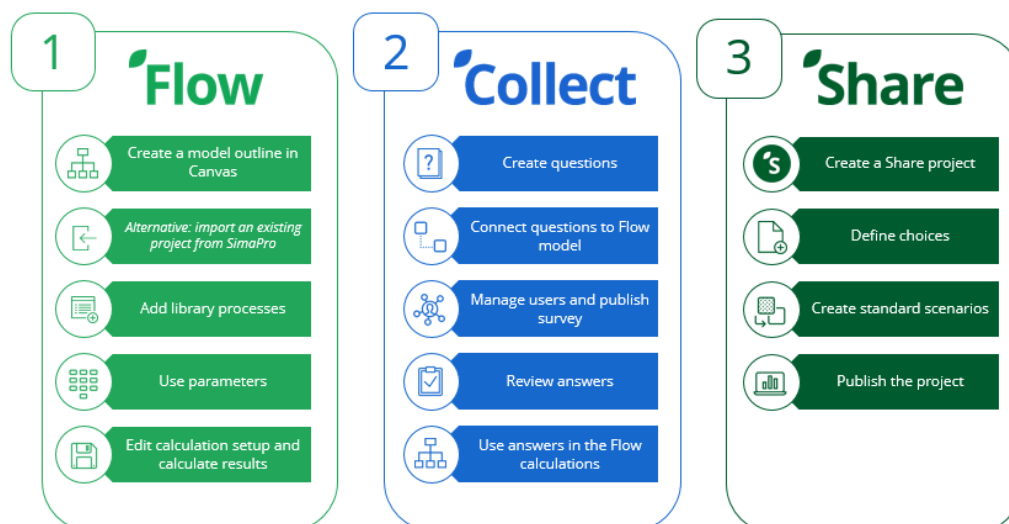 1
Flow
Create a model outline in
Canvas
Alternative: import an existing
project from SimaPro
Add library processes
Use parameters
Edit calculation setup and
calculate results
2
Collect
?
Create questions
Connect questions to Flow
model
Manage users and publish
survey
Review answers
Use answers in the Flow
calculations
3
Share
S
Create a Share project
Define choices
Create standard scenarios
Publish the project